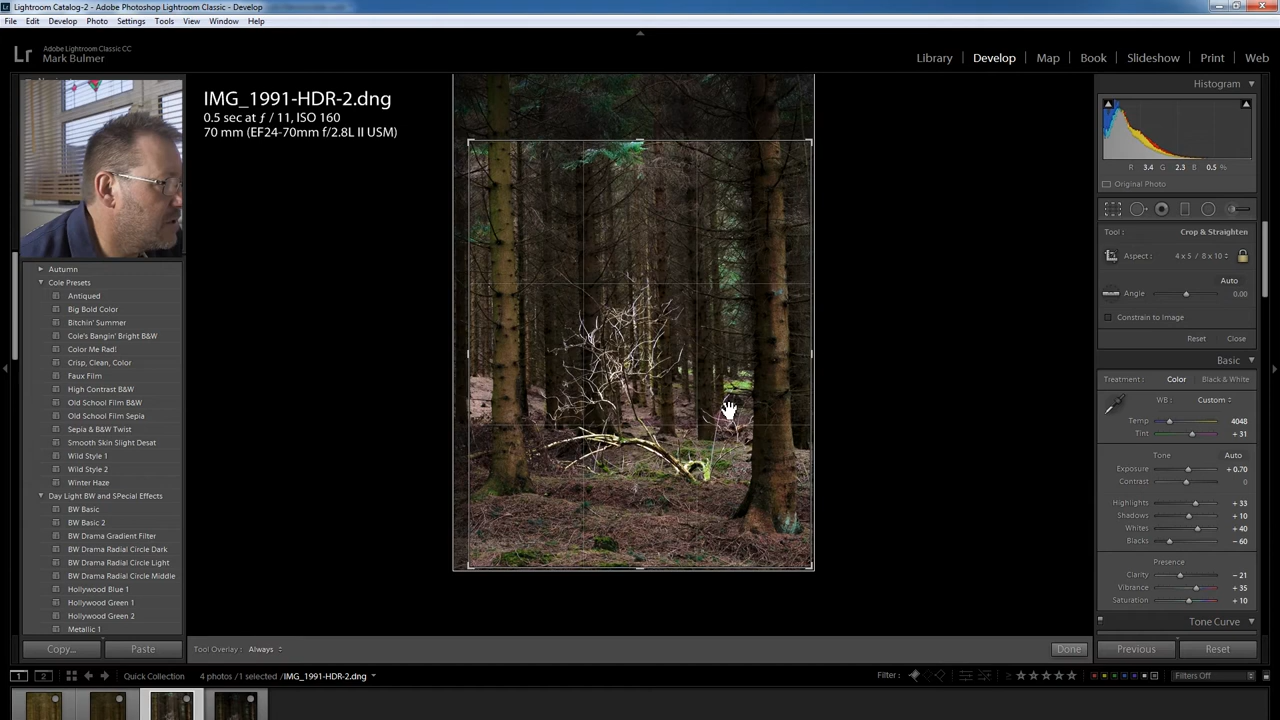 Lightroom Catalog-2 - Adobe Photoshop Lightroom Classic - Develop
File Edit Develop Photo Settings Tools View Window Help
Lr
Adobe Lightroom Classic CC
Mark Bulmer
Library | Develop | Map | Book | Slideshow | Print | Web
IMG_1991-HDR-2.dng
0.5 sec at ƒ / 11, ISO 160
70 mm (EF24-70mm f/2.8L II USM)
Autumn
Cole Presets
Antiqued
Big Bold Color
Bitchin' Summer
Cole's Bangin' Bright B&W
Color Me Rad!
Crisp, Clean, Color
Faux Film
High Contrast B&W
Old School Film B&W
Old School Film Sepia
Sepia & B&W Twist
Smooth Skin Slight Desat
Wild Style 1
Wild Style 2
Winter Haze
Day Light BW and SPecial Effects
BW Basic
BW Basic 2
BW Drama Gradient Filter
BW Drama Radial Circle Dark
BW Drama Radial Circle Light
BW Drama Radial Circle Middle
Hollywood Blue 1
Hollywood Green 1
Hollywood Green 2
Metallic 1
Copy... Paste
Histogram
R 3.4 G 2.3 B 0.5 %
Original Photo
Tool : Crop & Straighten
Aspect : 4 x 5 / 8 x 10
Auto
Angle 0.00
Constrain to Image
Reset Close
Basic
Treatment : Color | Black & White
WB : Custom
Temp 4048
Tint + 31
Tone Auto
Exposure + 0.70
Contrast 0
Highlights + 33
Shadows + 10
Whites + 40
Blacks − 60
Presence
Clarity − 21
Vibrance + 35
Saturation + 10
Tone Curve
Tool Overlay : Always Done
Previous Reset
1 2 Quick Collection 4 photos / 1 selected / IMG_1991-HDR-2.dng Filter : Filters Off